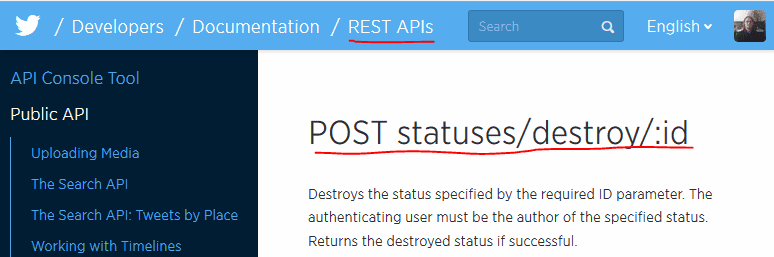 / Developers / Documentation / REST APIs Search English
API Console Tool
Public API
Uploading Media
The Search API
The Search API: Tweets by Place
Working with Timelines
POST statuses/destroy/:id
Destroys the status specified by the required ID parameter. The
authenticating user must be the author of the specified status.
Returns the destroyed status if successful.